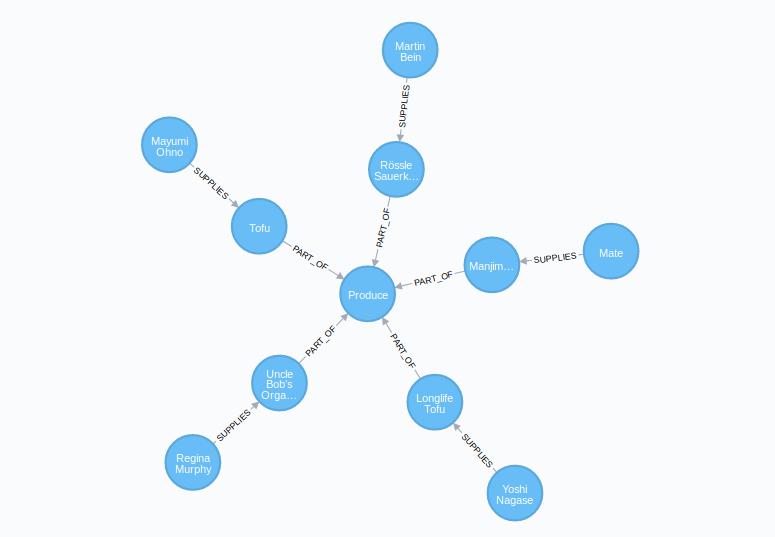 Martin
Bein
SUPPLIES
Mayumi
Ohno
SUPPLIES
Rössle
Sauerk…
Tofu
PART_OF
PART_OF
Manjim…
SUPPLIES
Mate
PART_OF
Produce
PART_OF
PART_OF
Uncle
Bob's
Orga…
Longlife
Tofu
SUPPLIES
SUPPLIES
Regina
Murphy
Yoshi
Nagase